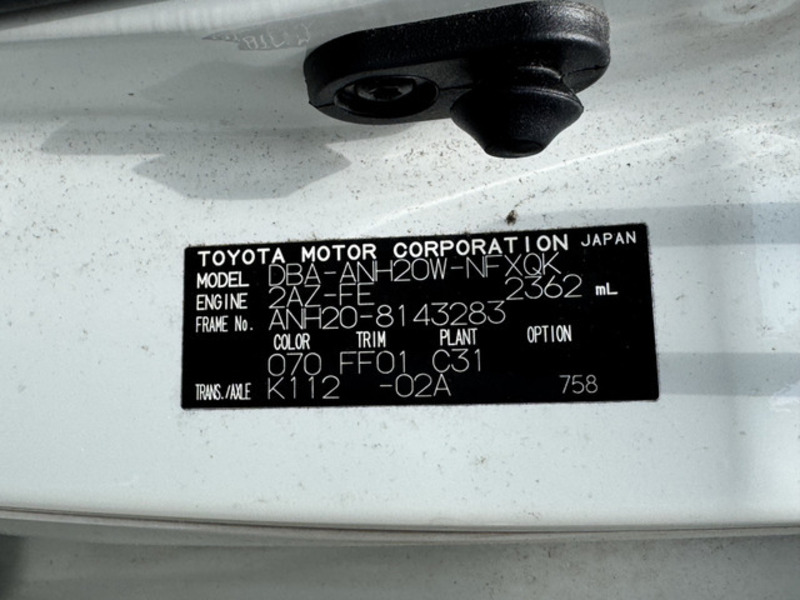 TOYOTA MOTOR CORPORATION JAPAN
MODEL DBA-ANH20W-NFXQK
ENGINE 2AZ-FE 2362 mL
FRAME No. ANH20-8143283
COLOR TRIM PLANT OPTION
070 FF01 C31
TRANS./AXLE K112 -02A 758